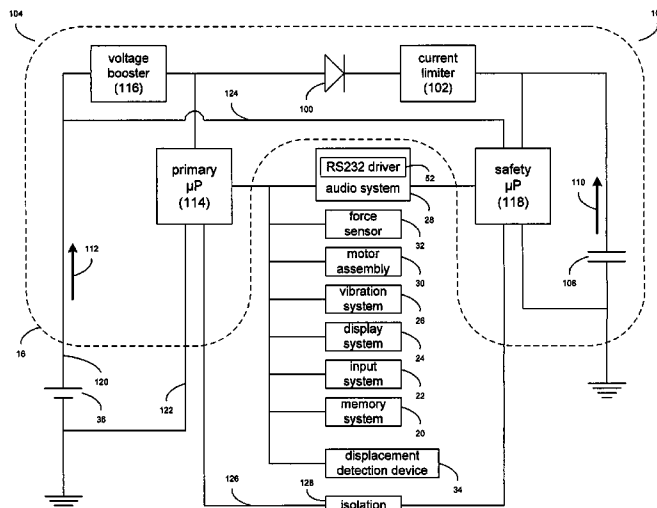 104
voltage
booster
(116)
100
current
limiter
(102)
124
primary
µP
(114)
RS232 driver
52
audio system
28
safety
µP
(118)
110
force
sensor
32
112
motor
assembly
30
108
vibration
system
26
display
system
24
16
input
system
22
120
122
36
memory
system
20
displacement
detection device
34
126
128
isolation